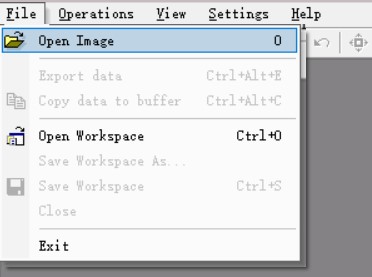 File Operations View Settings Help
Open Image O
Export data Ctrl+Alt+E
Copy data to buffer Ctrl+Alt+C
Open Workspace Ctrl+O
Save Workspace As...
Save Workspace Ctrl+S
Close
Exit